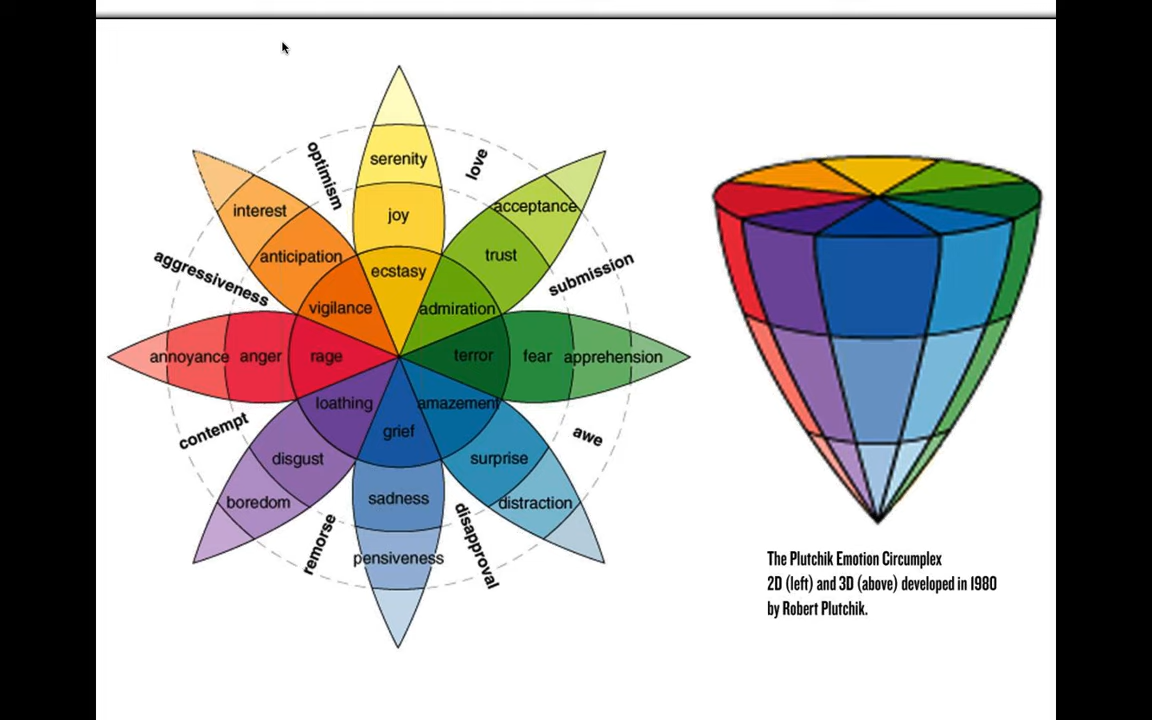 serenity
joy
ecstasy
optimism
love
interest
anticipation
vigilance
acceptance
trust
admiration
aggressiveness
submission
annoyance
anger
rage
terror
fear
apprehension
loathing
disgust
boredom
grief
sadness
pensiveness
amazement
surprise
distraction
contempt
awe
remorse
disapproval
The Plutchik Emotion Circumplex
2D (left) and 3D (above) developed in 1980
by Robert Plutchik.